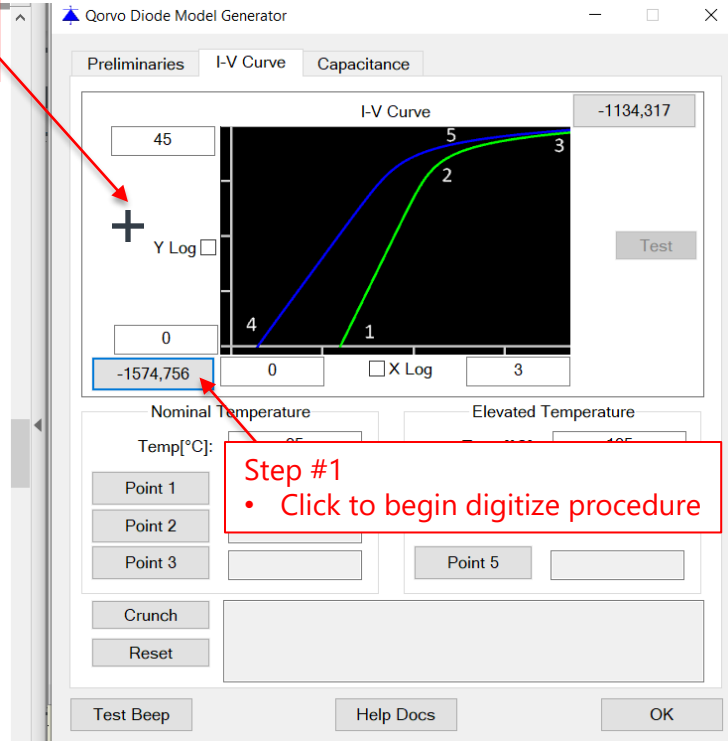 Qorvo Diode Model Generator
Preliminaries I-V Curve Capacitance
I-V Curve -1134,317
45
5
3
2
Y Log
Test
4
1
0
-1574,756 0 X Log 3
Nominal Temperature Elevated Temperature
Temp[°C]:
Step #1
• Click to begin digitize procedure
Point 1
Point 2
Point 3 Point 5
Crunch
Reset
Test Beep Help Docs OK